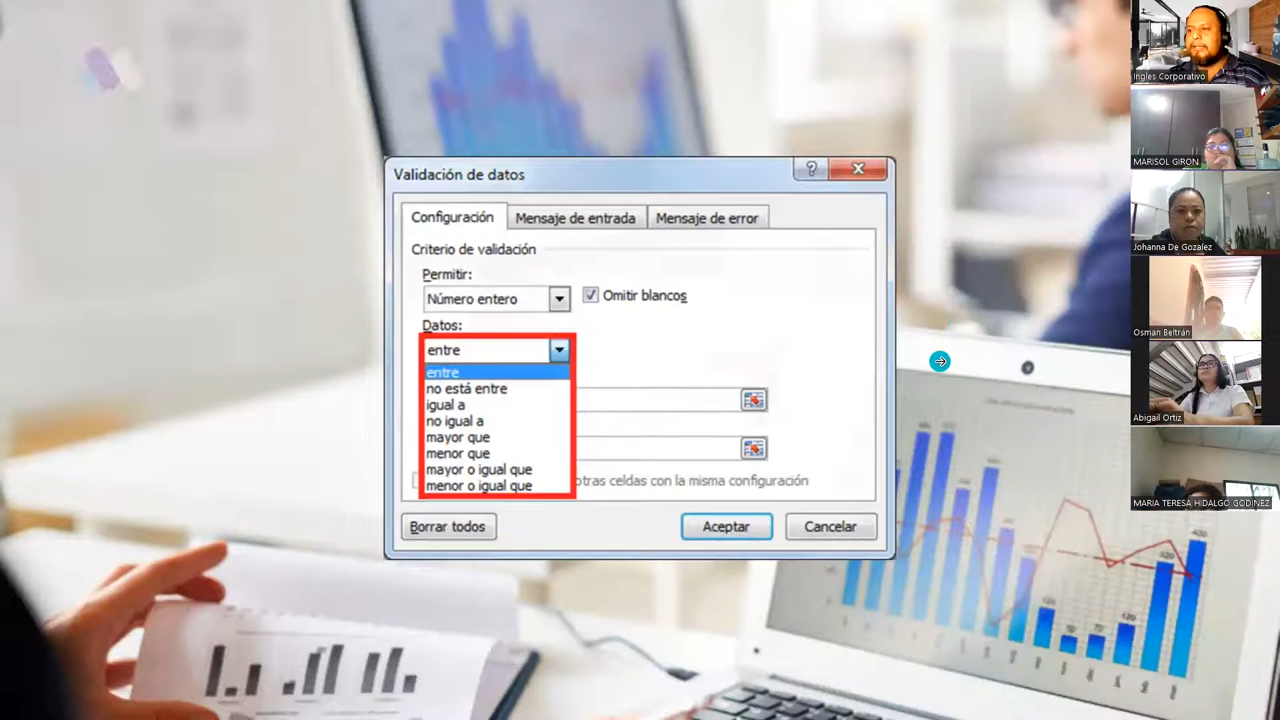 Validación de datos
Configuración
Mensaje de entrada
Mensaje de error
Criterio de validación
Permitir:
Número entero
Omitir blancos
Datos:
entre
entre
no está entre
igual a
no igual a
mayor que
menor que
mayor o igual que
menor o igual que
otras celdas con la misma configuración
Borrar todos
Aceptar
Cancelar
Ingles Corporativo
MARISOL GIRON
Johanna De Gozalez
Osman Beltrán
Abigail Ortiz
MARIA TERESA HIDALGO GODINEZ